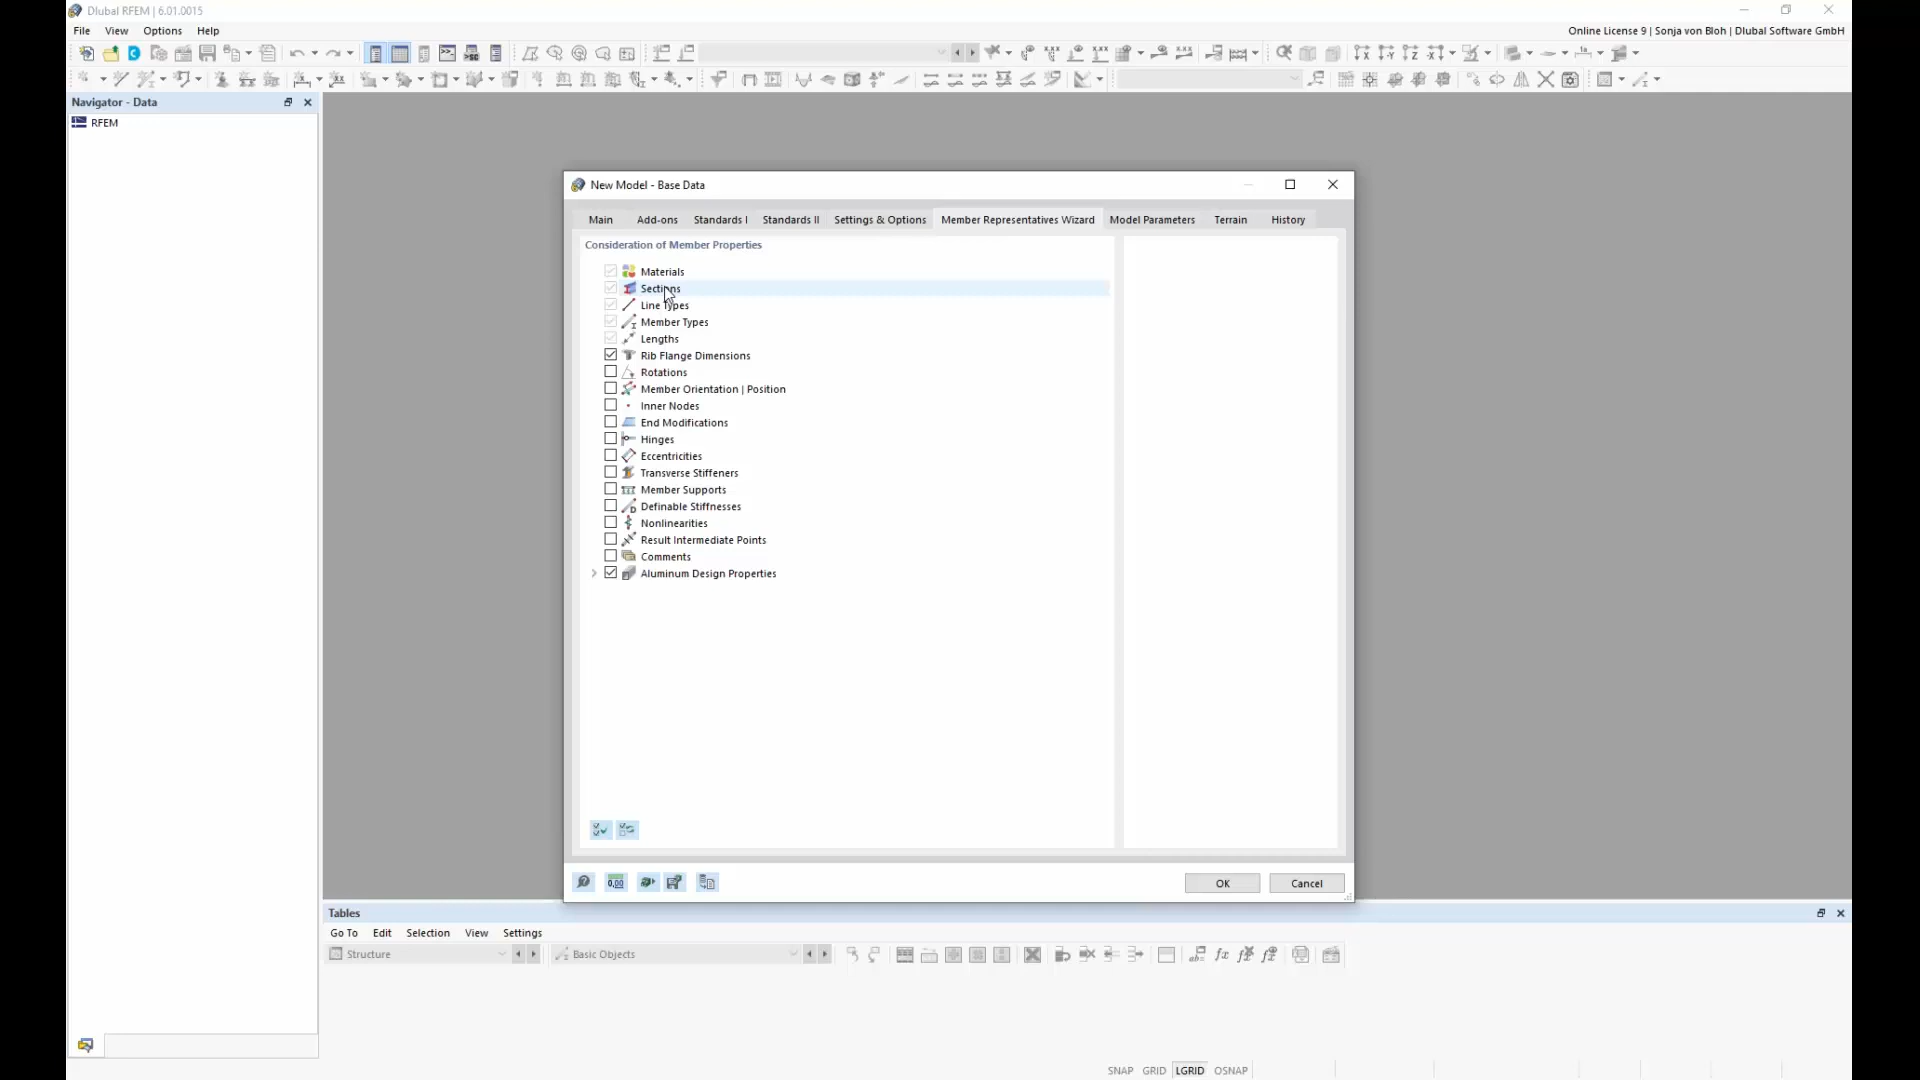 Dlubal RFEM | 6.01.0015
File View Options Help
Online License 9 | Sonja von Bloh | Dlubal Software GmbH
Navigator - Data
RFEM
New Model - Base Data
Main Add-ons Standards I Standards II Settings & Options Member Representatives Wizard Model Parameters Terrain History
Consideration of Member Properties
Materials
Sections
Line Types
Member Types
Lengths
Rib Flange Dimensions
Rotations
Member Orientation | Position
Inner Nodes
End Modifications
Hinges
Eccentricities
Transverse Stiffeners
Member Supports
Definable Stiffnesses
Nonlinearities
Result Intermediate Points
Comments
Aluminum Design Properties
0,00
OK Cancel
Tables
Go To Edit Selection View Settings
Structure Basic Objects
SNAP GRID LGRID OSNAP